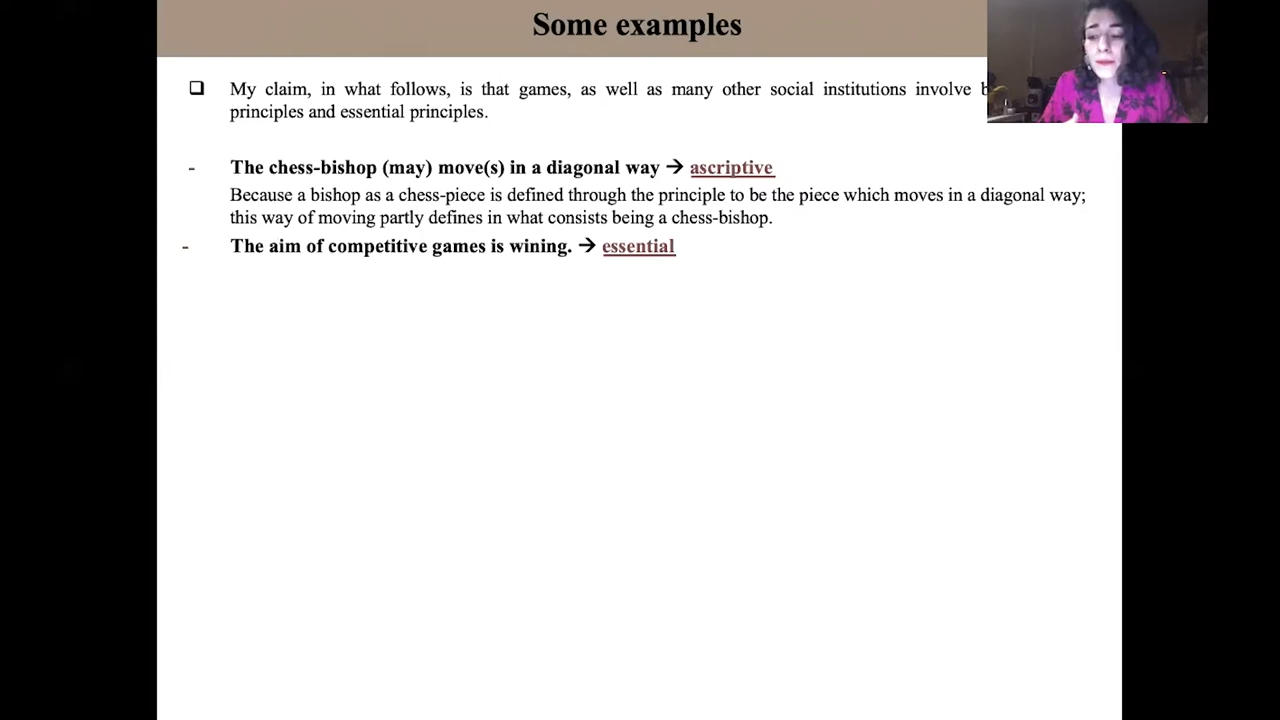 Some examples
My claim, in what follows, is that games, as well as many other social institutions involve
principles and essential principles.
- The chess-bishop (may) move(s) in a diagonal way → ascriptive
Because a bishop as a chess-piece is defined through the principle to be the piece which moves in a diagonal way;
this way of moving partly defines in what consists being a chess-bishop.
- The aim of competitive games is wining. → essential